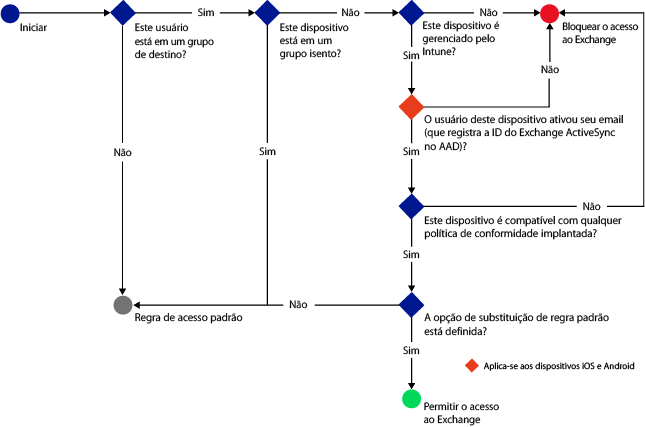 Iniciar
Sim
Este usuário
está em um grupo
de destino?
Não
Este dispositivo
está em um
grupo isento?
Não
Este dispositivo é
gerenciado pelo
Intune?
Bloquear o acesso
ao Exchange
Sim
Não
O usuário deste dispositivo ativou seu email
(que registra a ID do Exchange ActiveSync
no AAD)?
Não
Sim
Sim
Não
Este dispositivo é compatível com qualquer
política de conformidade implantada?
Sim
Não
Regra de acesso padrão
A opção de substituição de regra padrão
está definida?
Sim
Aplica-se aos dispositivos iOS e Android
Permitir o acesso
ao Exchange